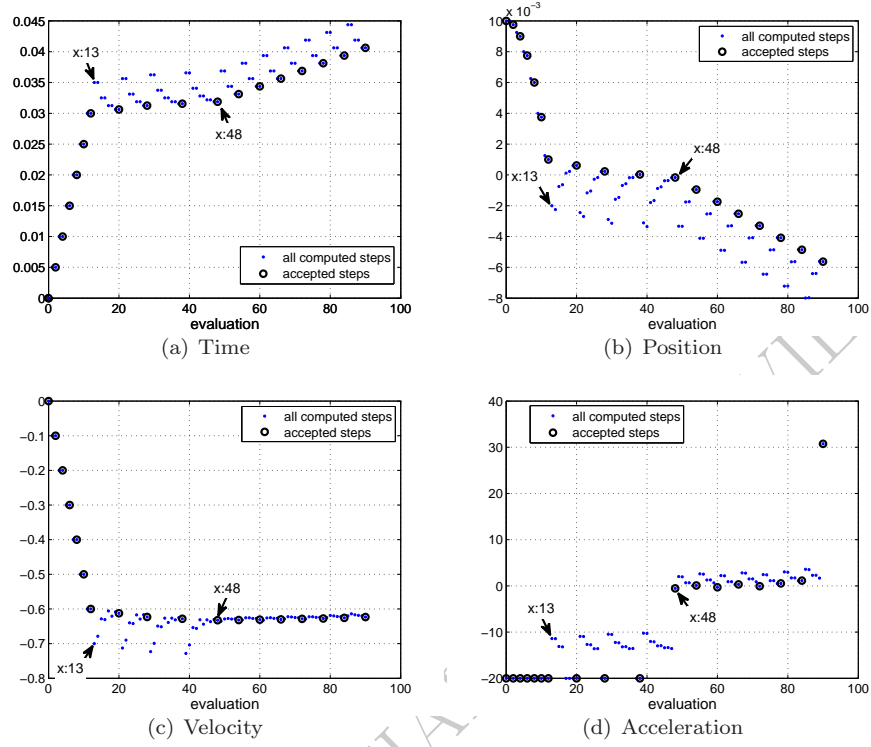 0.045
0.04
0.035
0.03
0.025
0.02
0.015
0.01
0.005
0
x:13
x:48
all computed steps
accepted steps
0 20 40 60 80 100
evaluation
(a) Time
x 10⁻³
10
8
6
4
2
0
−2
−4
−6
−8
all computed steps
accepted steps
x:48
x:13
0 20 40 60 80 100
evaluation
(b) Position
0
−0.1
−0.2
−0.3
−0.4
−0.5
−0.6
−0.7
−0.8
all computed steps
accepted steps
x:48
x:13
0 20 40 60 80 100
evaluation
(c) Velocity
40
30
20
10
0
−10
−20
all computed steps
accepted steps
x:13
x:48
0 20 40 60 80 100
evaluation
(d) Acceleration